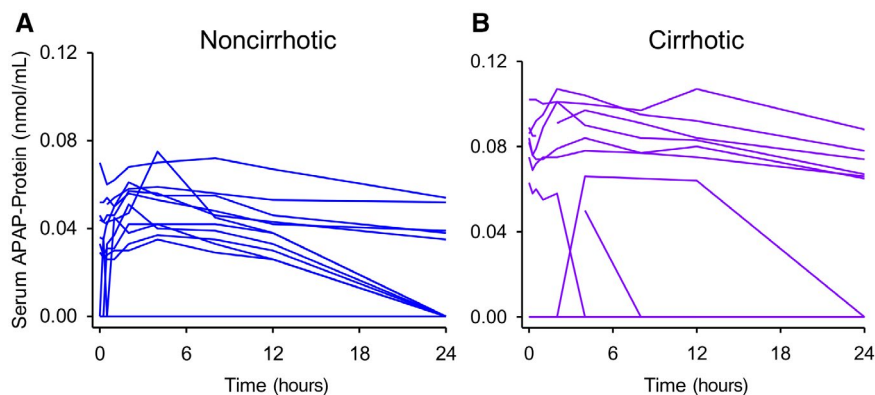 A
Noncirrhotic
Serum APAP-Protein (nmol/mL)
0.12
0.08
0.04
0.00
0
6
12
18
24
Time (hours)
B
Cirrhotic
0.12
0.08
0.04
0.00
0
6
12
18
24
Time (hours)